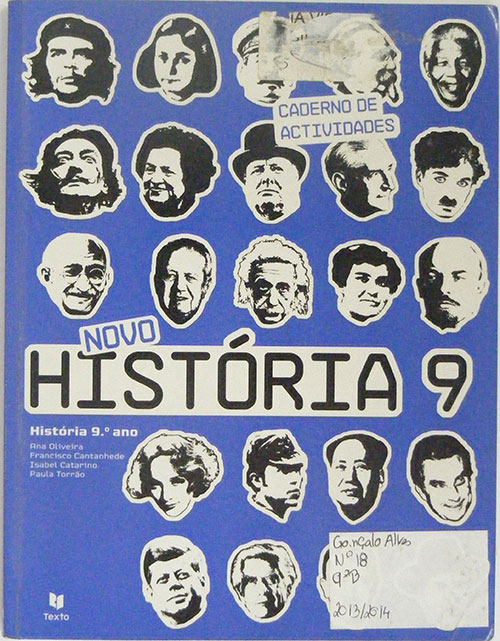 CADERNO DE
ACTIVIDADES
NOVO
HISTÓRIA 9
História 9.º ano
Ana Oliveira
Francisco Cantanhede
Isabel Catarino
Paula Torrão
Gonçalo Alves
Nº 18
9ºB
2013/2014
Texto